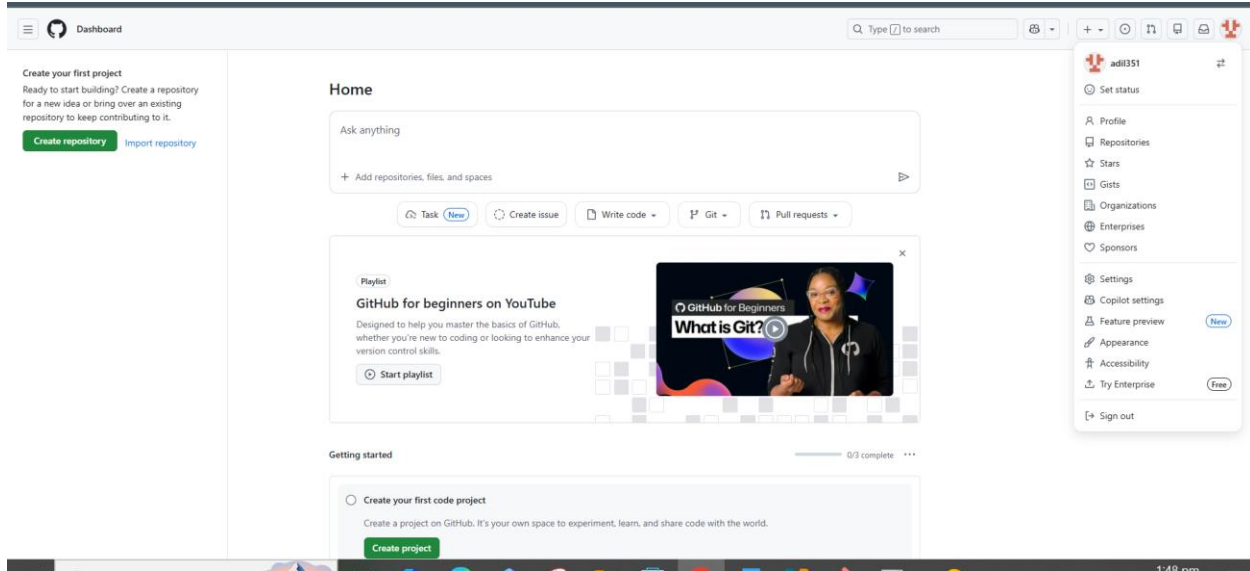 Dashboard
Type / to search
Create your first project
Ready to start building? Create a repository
for a new idea or bring over an existing
repository to keep contributing to it.
Create repository
Import repository
Home
Ask anything
Add repositories, files, and spaces
Task New
Create issue
Write code
Git
Pull requests
Playlist
GitHub for beginners on YouTube
Designed to help you master the basics of GitHub,
whether you're new to coding or looking to enhance your
version control skills.
Start playlist
GitHub for Beginners
What is Git?
Getting started
0/3 complete
Create your first code project
Create a project on GitHub. It's your own space to experiment, learn, and share code with the world.
Create project
adil351
Set status
Profile
Repositories
Stars
Gists
Organizations
Enterprises
Sponsors
Settings
Copilot settings
Feature preview New
Appearance
Accessibility
Try Enterprise Free
Sign out
1:48 pm